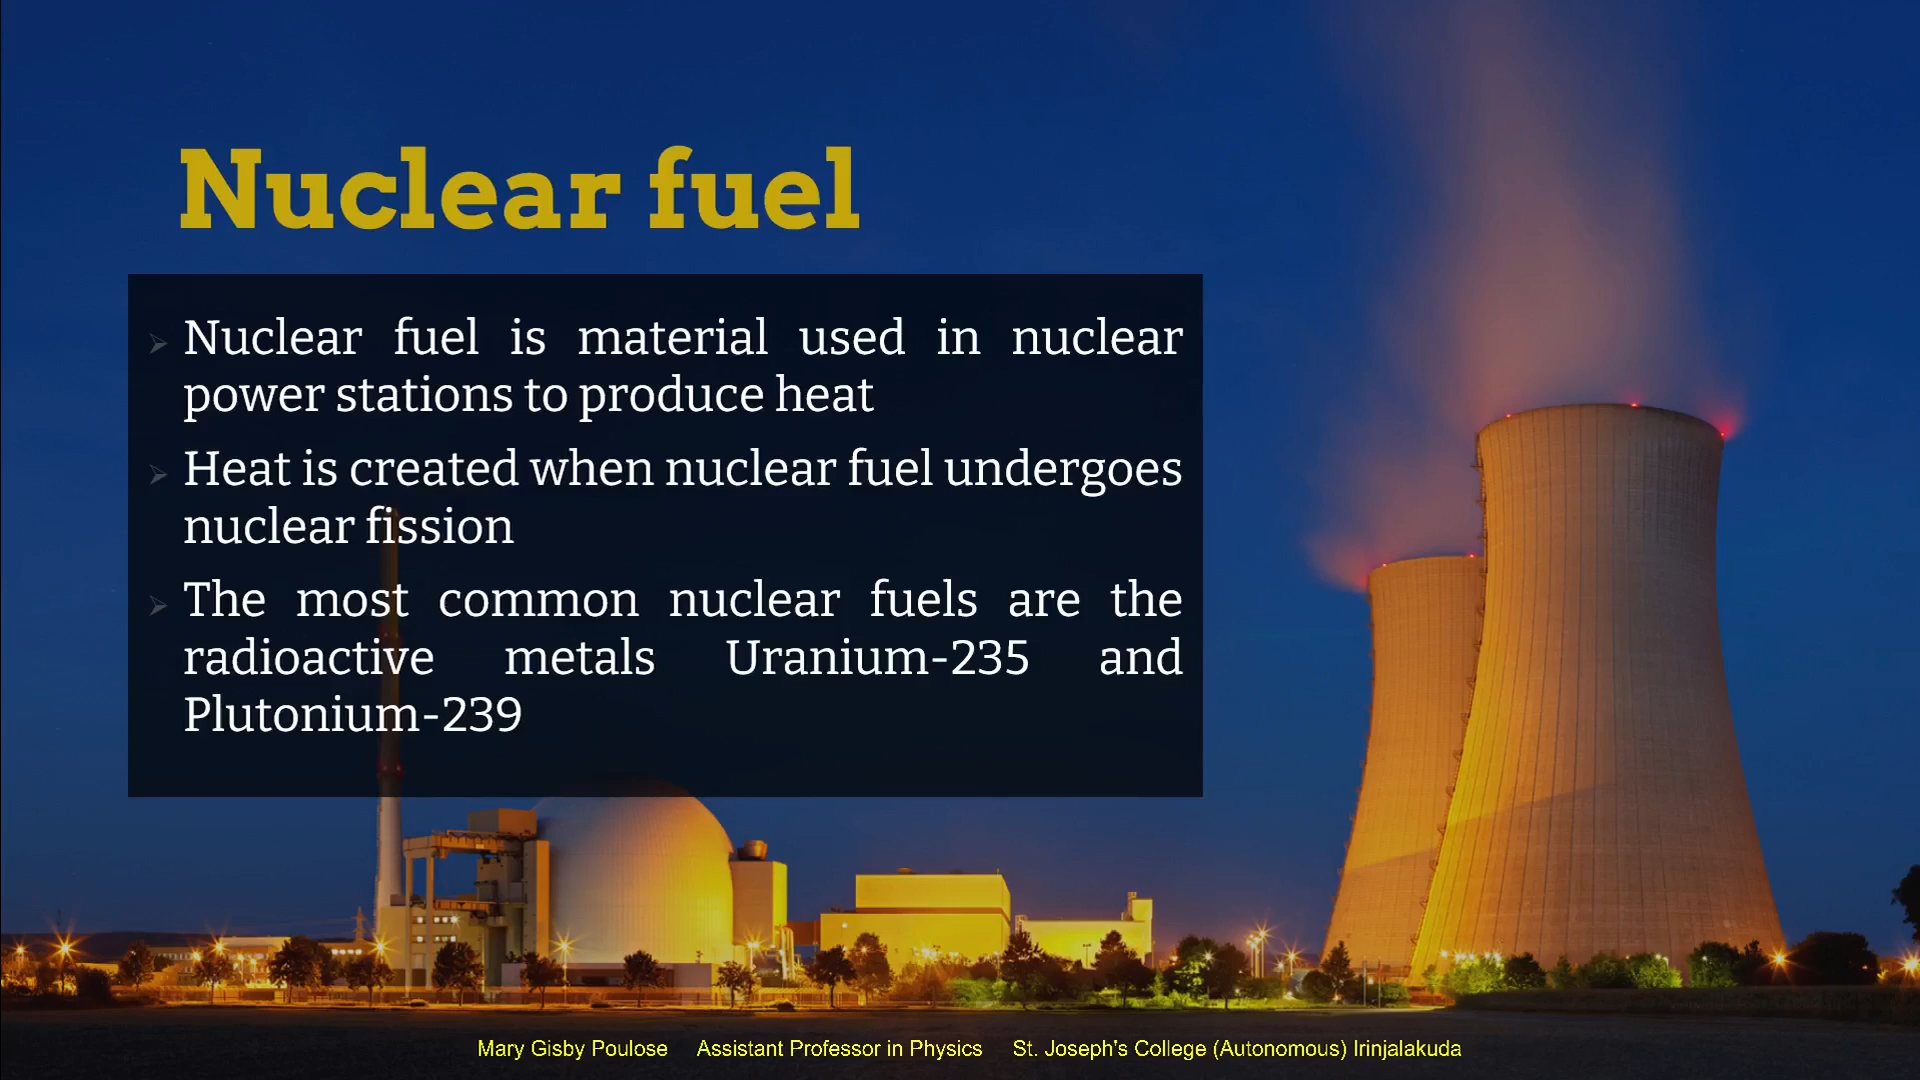 Nuclear fuel
Nuclear fuel is material used in nuclear
power stations to produce heat
Heat is created when nuclear fuel undergoes
nuclear fission
The most common nuclear fuels are the
radioactive metals Uranium-235 and
Plutonium-239
Mary Gisby Poulose Assistant Professor in Physics St. Joseph's College (Autonomous) Irinjalakuda